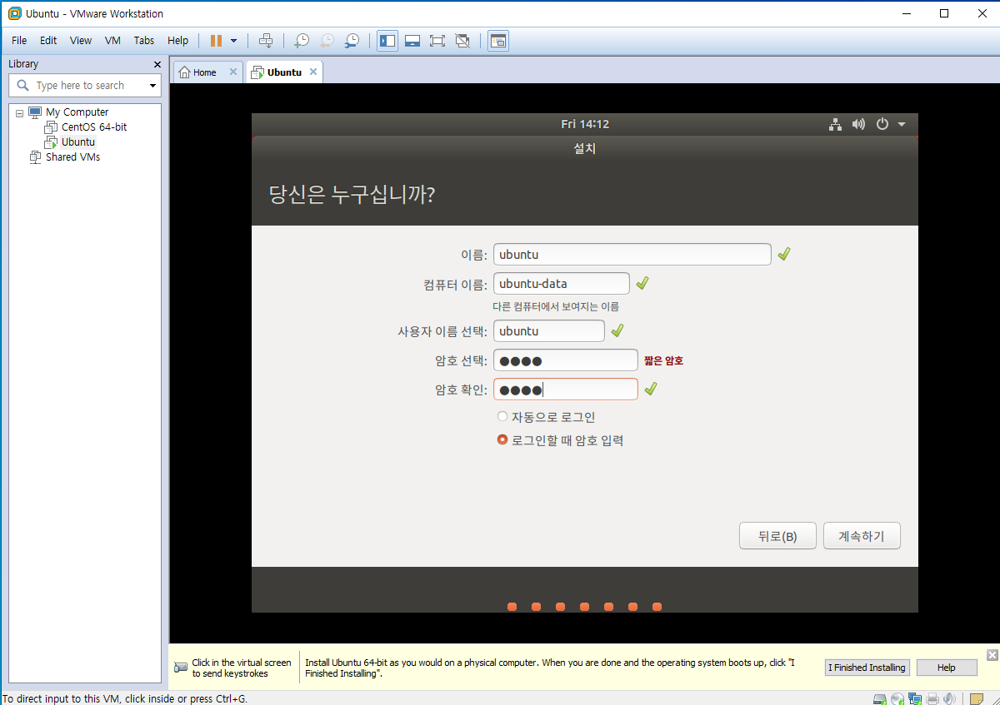 Ubuntu - VMware Workstation
File Edit View VM Tabs Help
Library
Type here to search
My Computer
CentOS 64-bit
Ubuntu
Shared VMs
Home
Ubuntu
Fri 14:12
설치
당신은 누구십니까?
이름: ubuntu
컴퓨터 이름: ubuntu-data
다른 컴퓨터에서 보여지는 이름
사용자 이름 선택: ubuntu
암호 선택: ●●●● 짧은 암호
암호 확인: ●●●●
자동으로 로그인
로그인할 때 암호 입력
뒤로(B) 계속하기
Click in the virtual screen
to send keystrokes
Install Ubuntu 64-bit as you would on a physical computer. When you are done and the operating system boots up, click "I
Finished Installing".
I Finished Installing
Help
To direct input to this VM, click inside or press Ctrl+G.